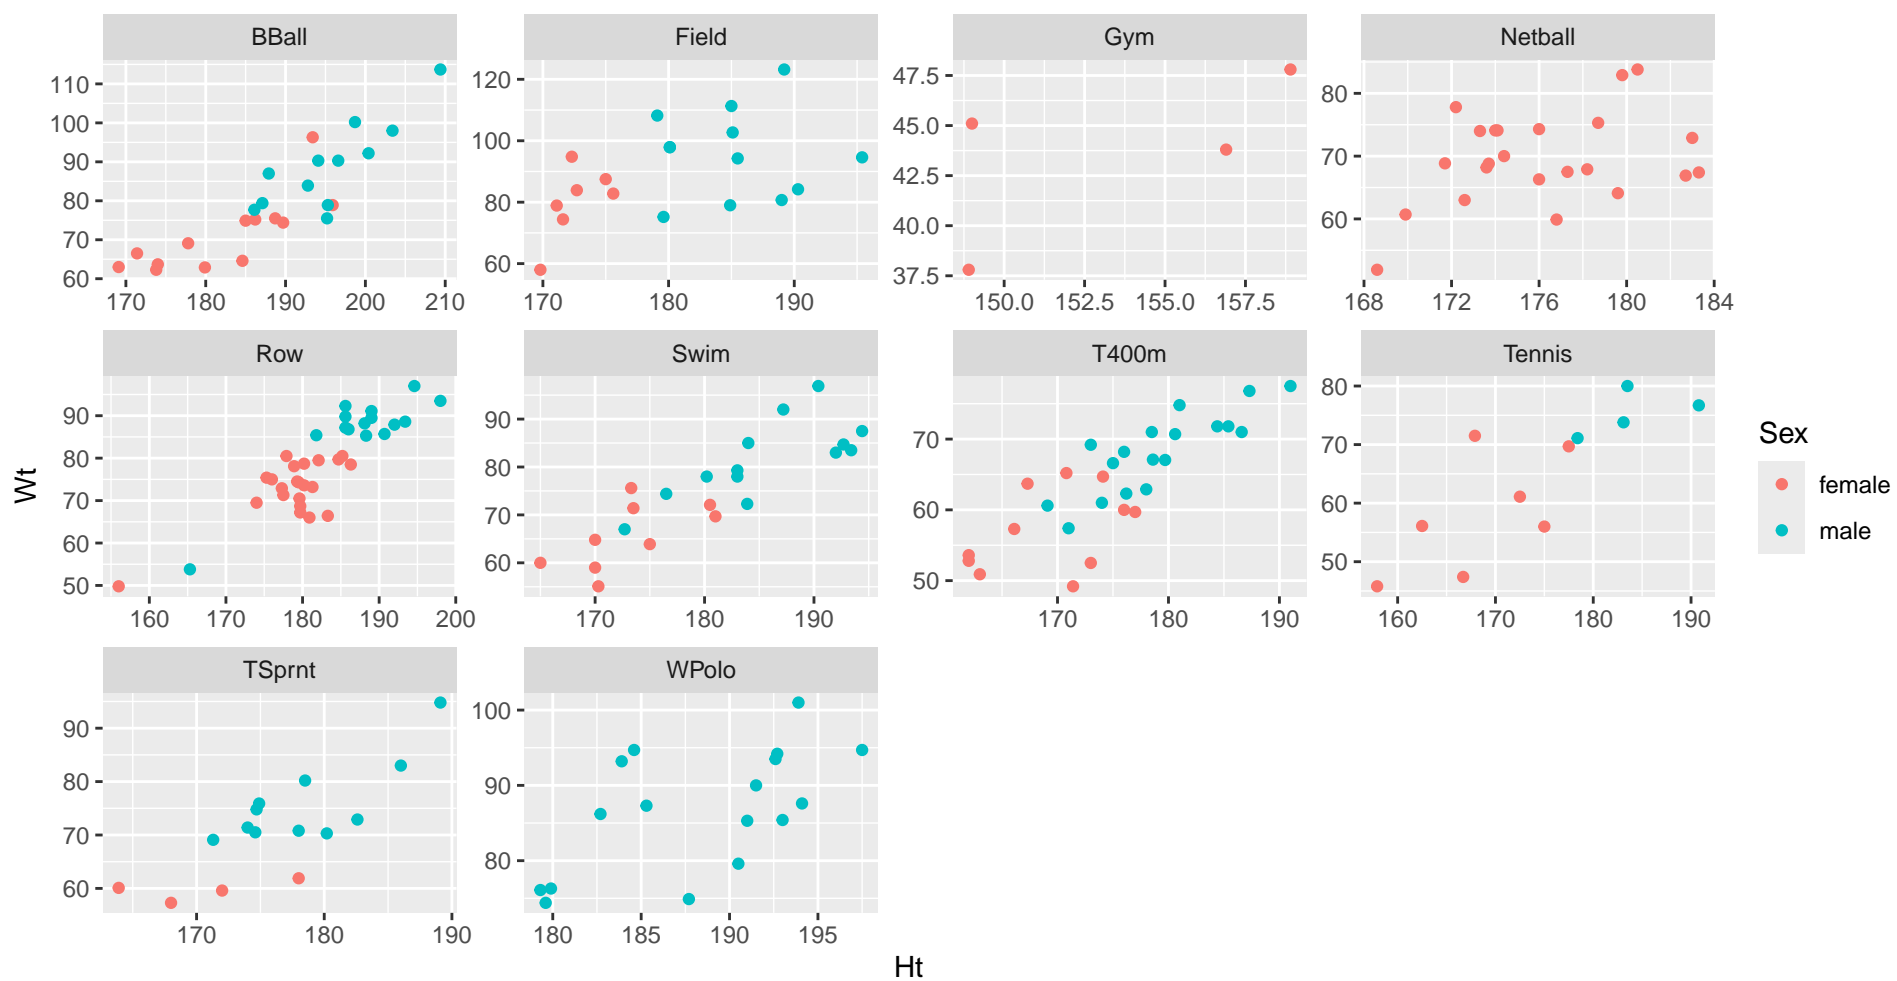 BBall Field Gym Netball
110
100
90
80
70
60
170 180 190 200 210
120
100
80
60
170 180 190
47.5
45.0
42.5
40.0
37.5
150.0 152.5 155.0 157.5
80
70
60
168 172 176 180 184
Row Swim T400m Tennis
90
80
70
60
50
160 170 180 190 200
90
80
70
60
170 180 190
70
60
50
170 180 190
80
70
60
50
160 170 180 190
TSprnt WPolo
90
80
70
60
170 180 190
100
90
80
180 185 190 195
Wt
Ht
Sex
female
male